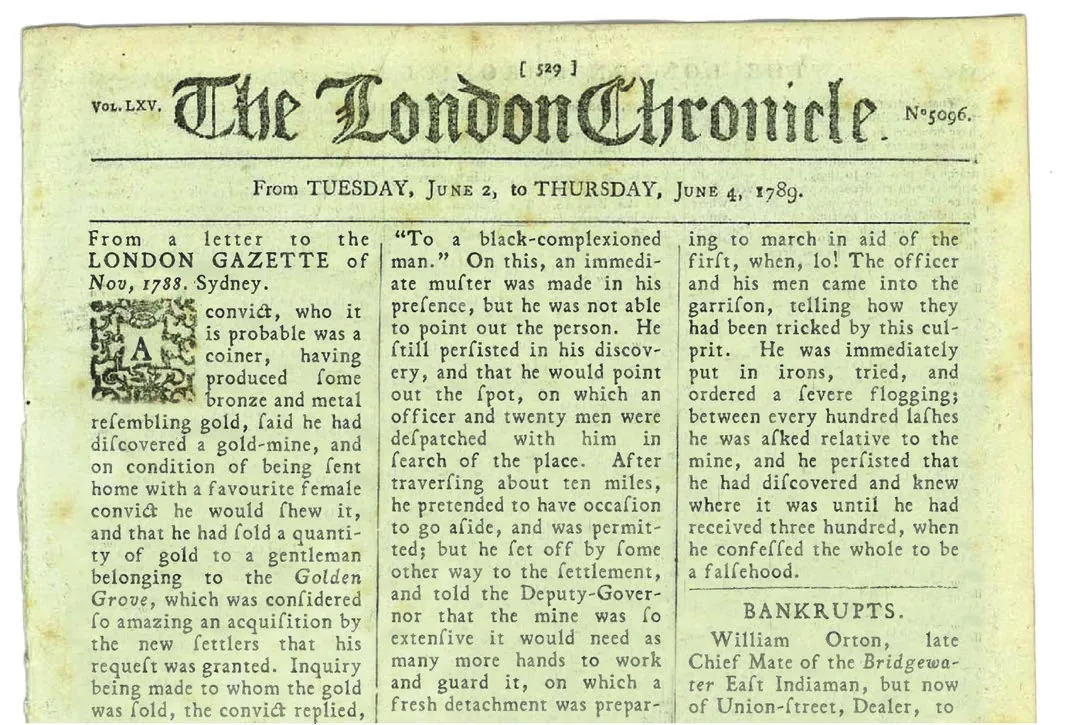 [ 529 ]
VOL. LXV. The London Chronicle. Nº 5096.
From TUESDAY, JUNE 2, to THURSDAY, JUNE 4, 1789.
From a letter to the
LONDON GAZETTE of
Nov, 1788. Sydney.
A convict, who it
is probable was a
coiner, having
produced ſome
bronze and metal
reſembling gold, ſaid he had
diſcovered a gold-mine, and
on condition of being ſent
home with a favourite female
convict he would ſhew it,
and that he had ſold a quanti-
ty of gold to a gentleman
belonging to the Golden
Grove, which was conſidered
ſo amazing an acquiſition by
the new ſettlers that his
requeſt was granted. Inquiry
being made to whom the gold
was ſold, the convict replied,
“To a black-complexioned
man.” On this, an immedi-
ate muſter was made in his
preſence, but he was not able
to point out the person. He
ſtill perſisted in his discov-
ery, and that he would point
out the ſpot, on which an
officer and twenty men were
deſpatched with him in
ſearch of the place. After
traverſing about ten miles,
he pretended to have occaſion
to go aſide, and was permit-
ted; but he ſet off by ſome
other way to the ſettlement,
and told the Deputy-Gover-
nor that the mine was ſo
extenſive it would need as
many more hands to work
and guard it, on which a
freſh detachment was prepar-
ing to march in aid of the
firſt, when, lo! The officer
and his men came into the
garriſon, telling how they
had been tricked by this cul-
prit. He was immediately
put in irons, tried, and
ordered a ſevere flogging;
between every hundred laſhes
he was aſked relative to the
mine, and he perſisted that
he had diſcovered and knew
where it was until he had
received three hundred, when
he confeſſed the whole to be
a falſehood.
BANKRUPTS.
William Orton, late
Chief Mate of the Bridgewa-
ter Eaſt Indiaman, but now
of Union-ſtreet, Dealer, to